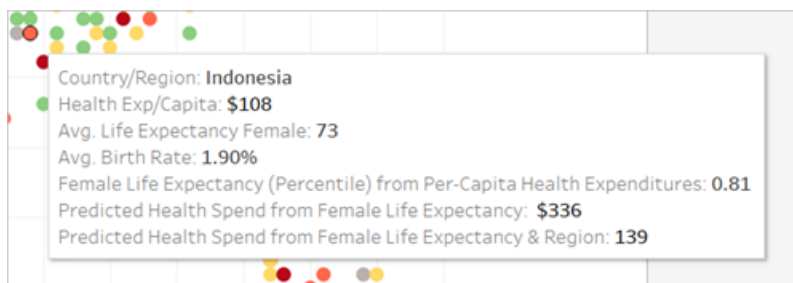 Country/Region: Indonesia
Health Exp/Capita: $108
Avg. Life Expectancy Female: 73
Avg. Birth Rate: 1.90%
Female Life Expectancy (Percentile) from Per-Capita Health Expenditures: 0.81
Predicted Health Spend from Female Life Expectancy: $336
Predicted Health Spend from Female Life Expectancy & Region: 139